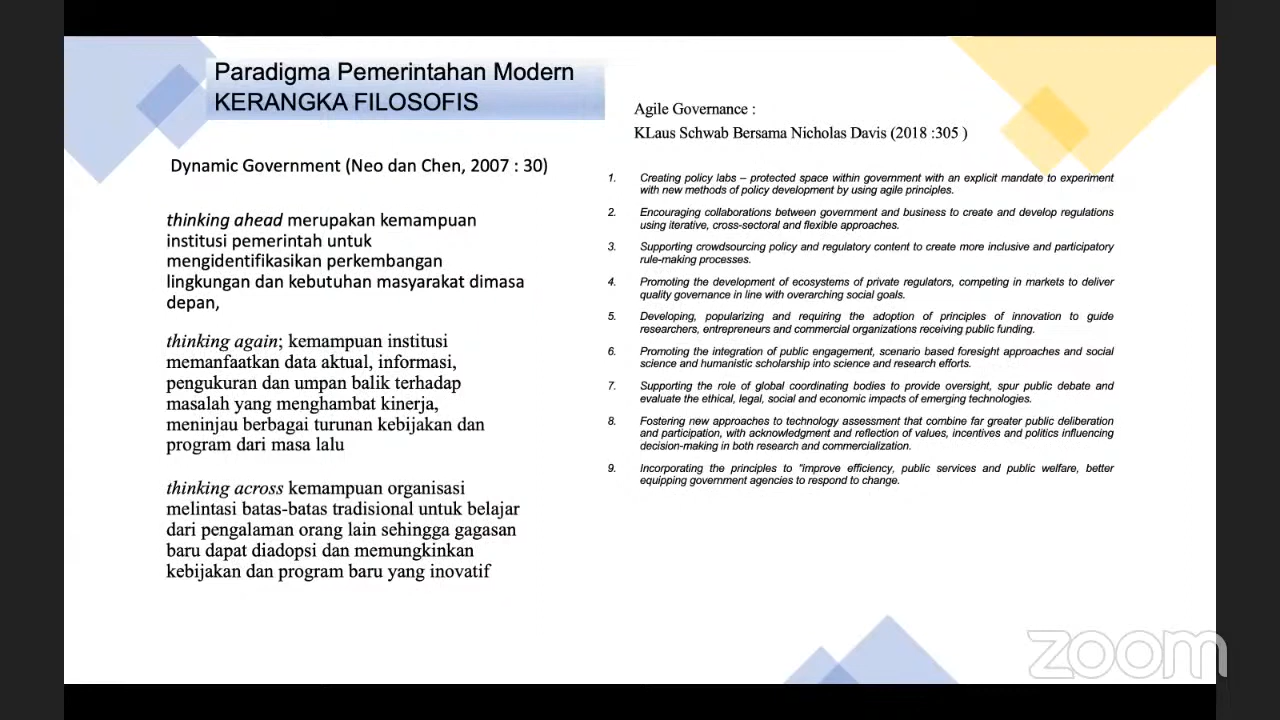 Paradigma Pemerintahan Modern
KERANGKA FILOSOFIS
Dynamic Government (Neo dan Chen, 2007 : 30)
thinking ahead merupakan kemampuan
institusi pemerintah untuk
mengidentifikasikan perkembangan
lingkungan dan kebutuhan masyarakat dimasa
depan,
thinking again; kemampuan institusi
memanfaatkan data aktual, informasi,
pengukuran dan umpan balik terhadap
masalah yang menghambat kinerja,
meninjau berbagai turunan kebijakan dan
program dari masa lalu
thinking across kemampuan organisasi
melintasi batas-batas tradisional untuk belajar
dari pengalaman orang lain sehingga gagasan
baru dapat diadopsi dan memungkinkan
kebijakan dan program baru yang inovatif
Agile Governance :
KLaus Schwab Bersama Nicholas Davis (2018 :305 )
1. Creating policy labs – protected space within government with an explicit mandate to experiment
with new methods of policy development by using agile principles.
2. Encouraging collaborations between government and business to create and develop regulations
using iterative, cross-sectoral and flexible approaches.
3. Supporting crowdsourcing policy and regulatory content to create more inclusive and participatory
rule-making processes.
4. Promoting the development of ecosystems of private regulators, competing in markets to deliver
quality governance in line with overarching social goals.
5. Developing, popularizing and requiring the adoption of principles of innovation to guide
researchers, entrepreneurs and commercial organizations receiving public funding.
6. Promoting the integration of public engagement, scenario based foresight approaches and social
science and humanistic scholarship into science and research efforts.
7. Supporting the role of global coordinating bodies to provide oversight, spur public debate and
evaluate the ethical, legal, social and economic impacts of emerging technologies.
8. Fostering new approaches to technology assessment that combine far greater public deliberation
and participation, with acknowledgment and reflection of values, incentives and politics influencing
decision-making in both research and commercialization.
9. Incorporating the principles to "improve efficiency, public services and public welfare, better
equipping government agencies to respond to change.
zoom